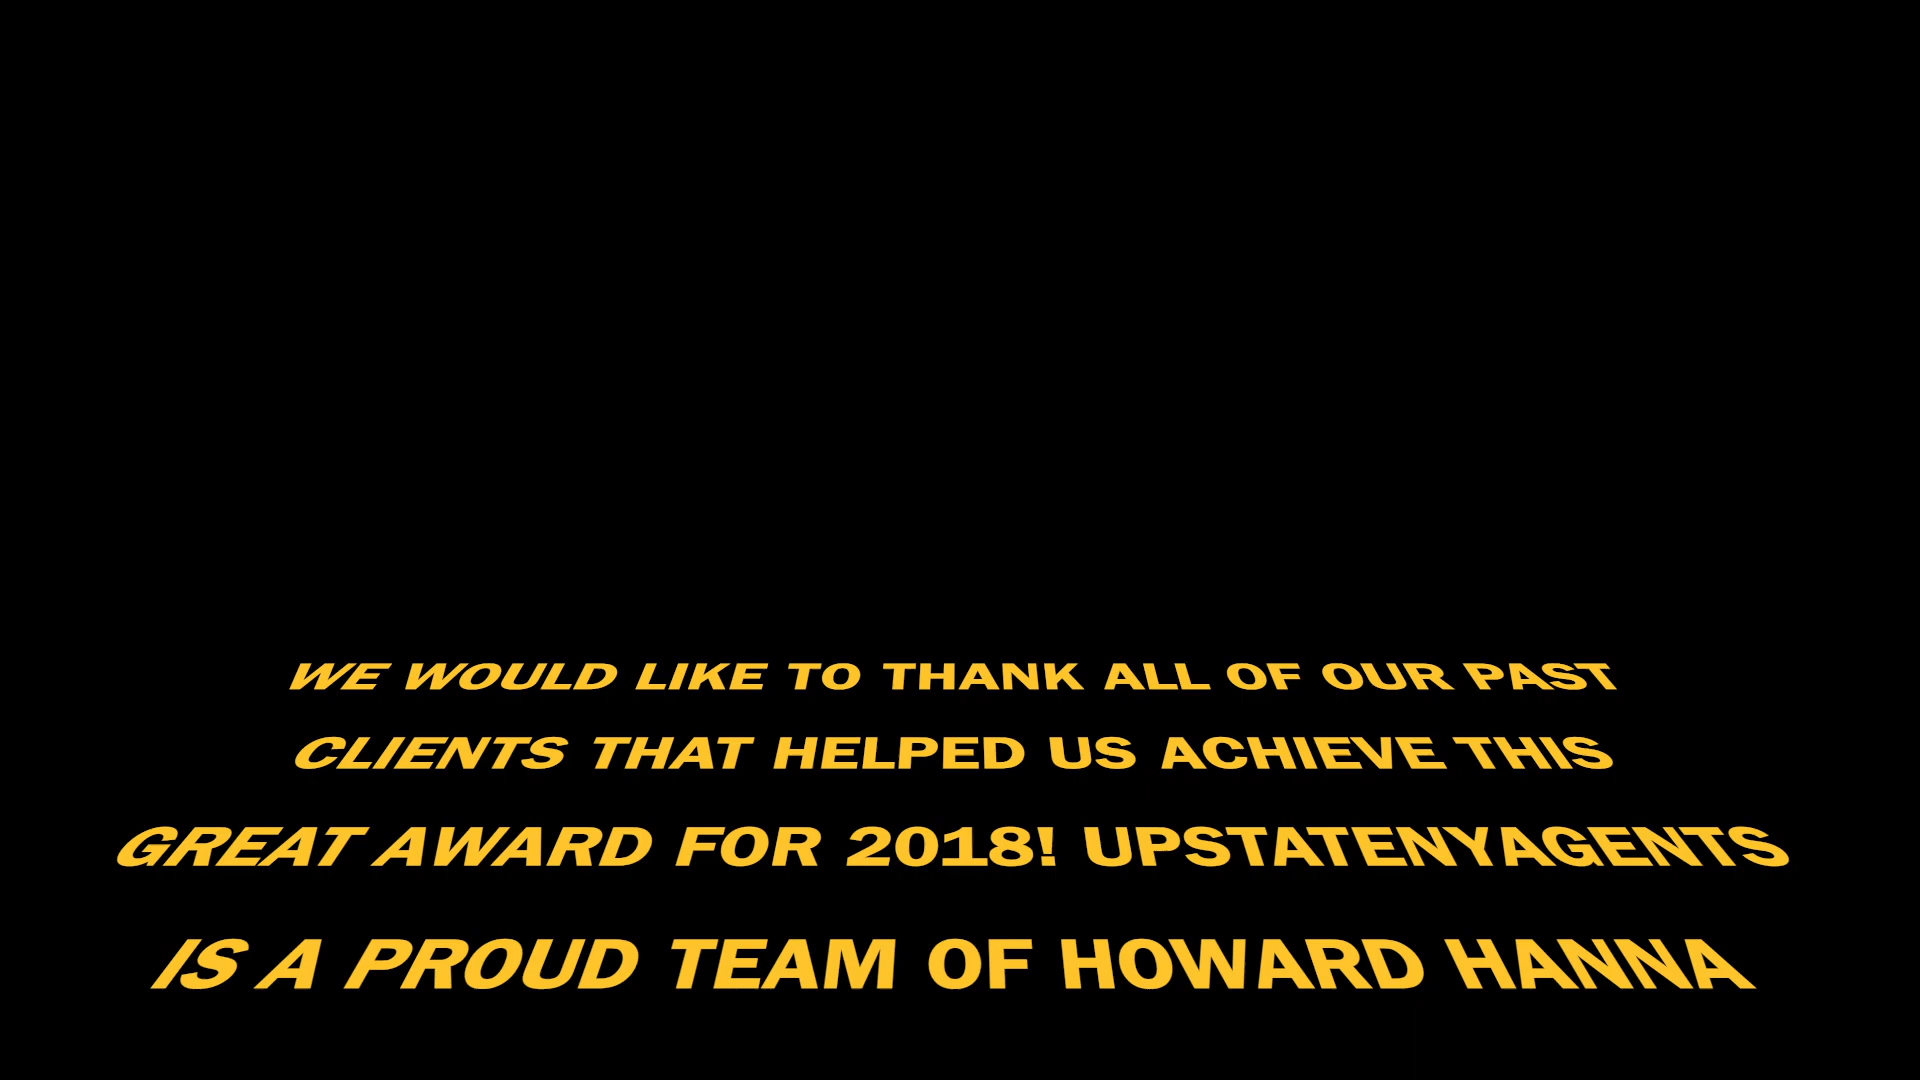 WE WOULD LIKE TO THANK ALL OF OUR PAST
CLIENTS THAT HELPED US ACHIEVE THIS
GREAT AWARD FOR 2018! UPSTATENYAGENTS
IS A PROUD TEAM OF HOWARD HANNA